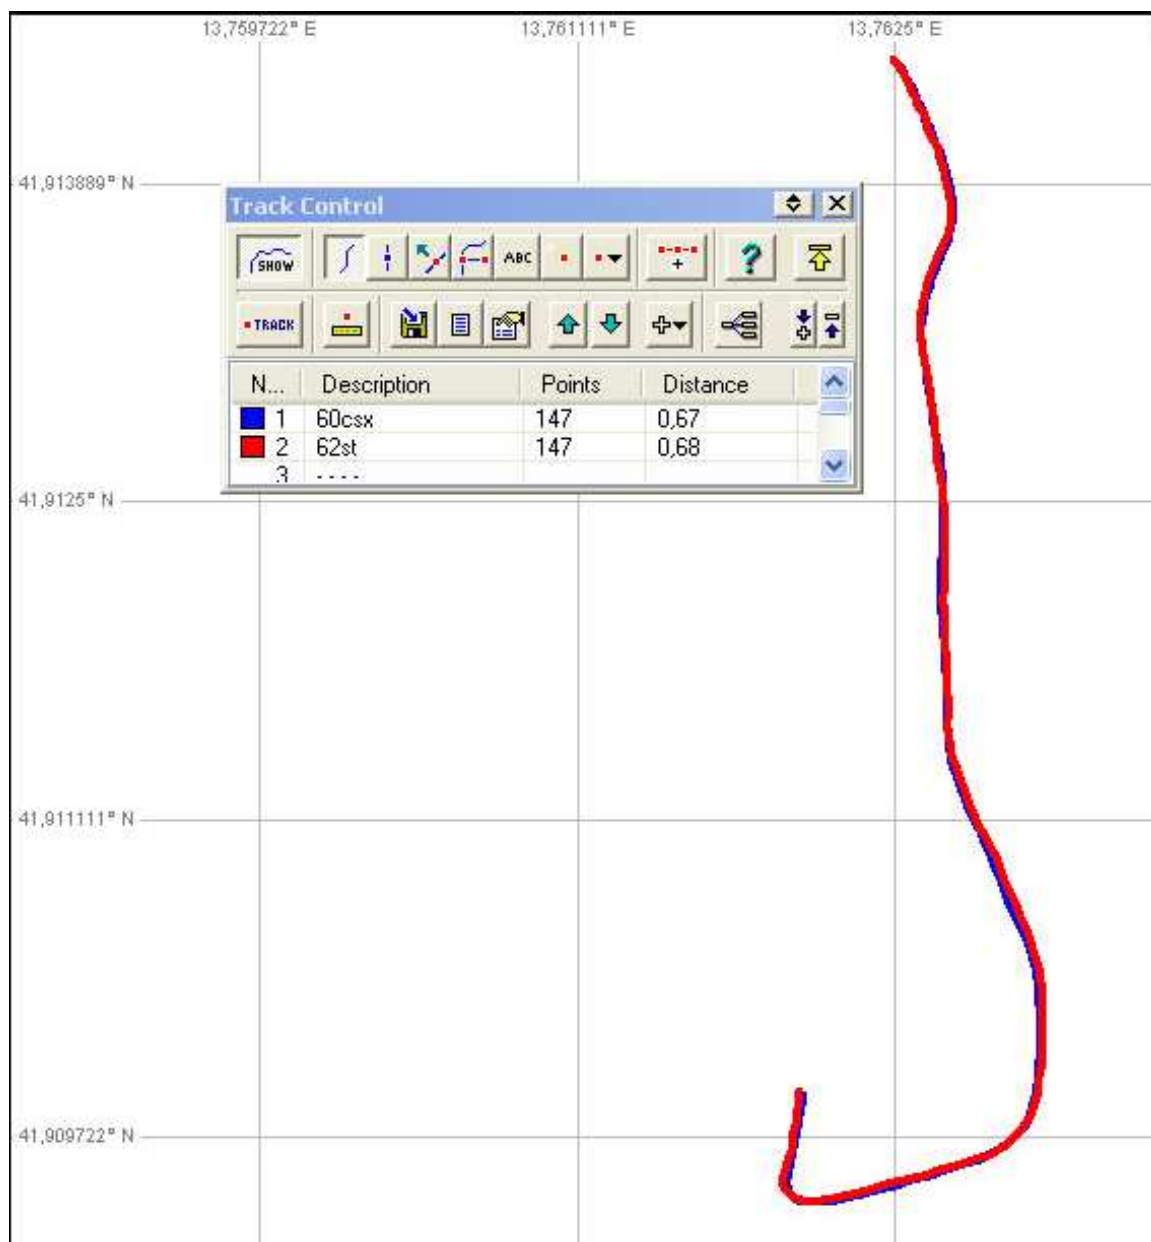 13,759722° E 13,761111° E 13,7625° E
41,913889° N
Track Control
SHOW ABC
TRACK
N... Description Points Distance
1 60csx 147 0,67
2 62st 147 0,68
3 - - - -
41,9125° N
41,911111° N
41,909722° N